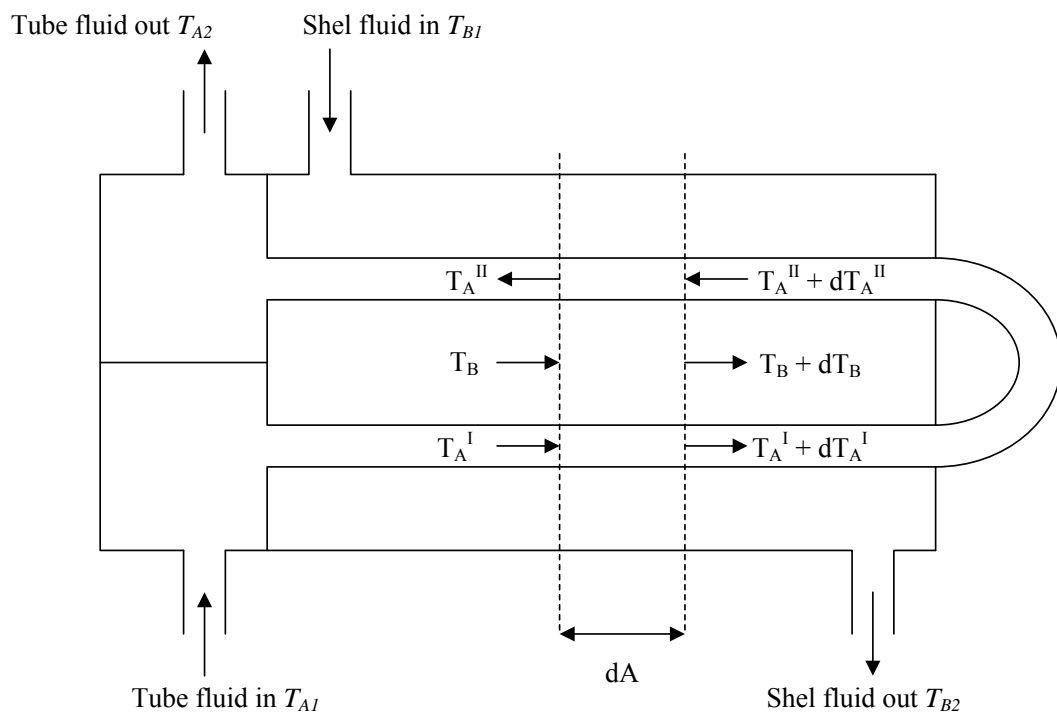 Tube fluid out T_A2
Shel fluid in T_B1
T_A^II
T_A^II + dT_A^II
T_B
T_B + dT_B
T_A^I
T_A^I + dT_A^I
dA
Tube fluid in T_A1
Shel fluid out T_B2